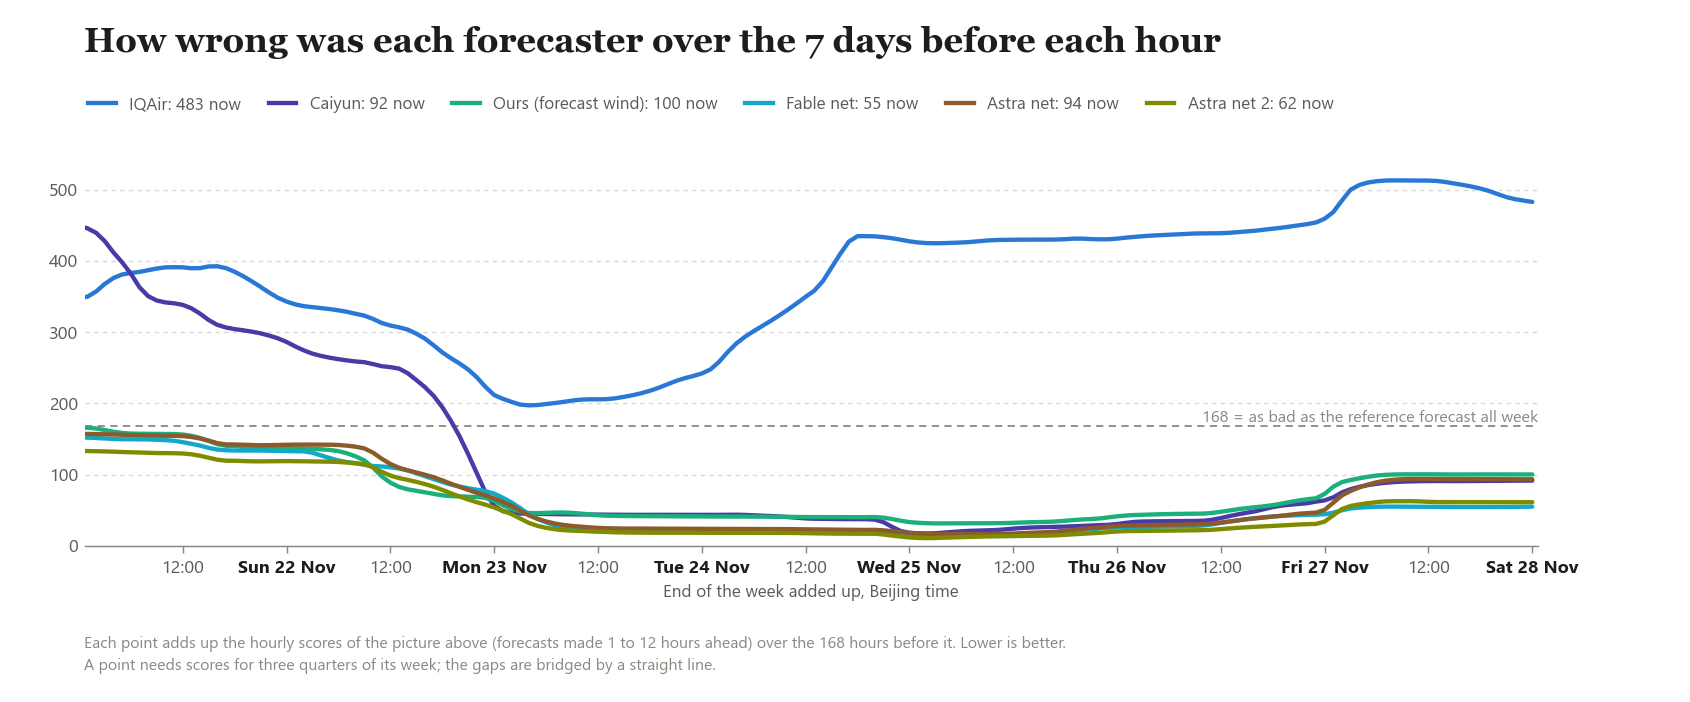 How wrong was each forecaster over the 7 days before each hour
IQAir: 483 now Caiyun: 92 now Ours (forecast wind): 100 now Fable net: 55 now Astra net: 94 now Astra net 2: 62 now
500
400
300
200
168 = as bad as the reference forecast all week
100
0
12:00 Sun 22 Nov 12:00 Mon 23 Nov 12:00 Tue 24 Nov 12:00 Wed 25 Nov 12:00 Thu 26 Nov 12:00 Fri 27 Nov 12:00 Sat 28 Nov
End of the week added up, Beijing time
Each point adds up the hourly scores of the picture above (forecasts made 1 to 12 hours ahead) over the 168 hours before it. Lower is better.
A point needs scores for three quarters of its week; the gaps are bridged by a straight line.